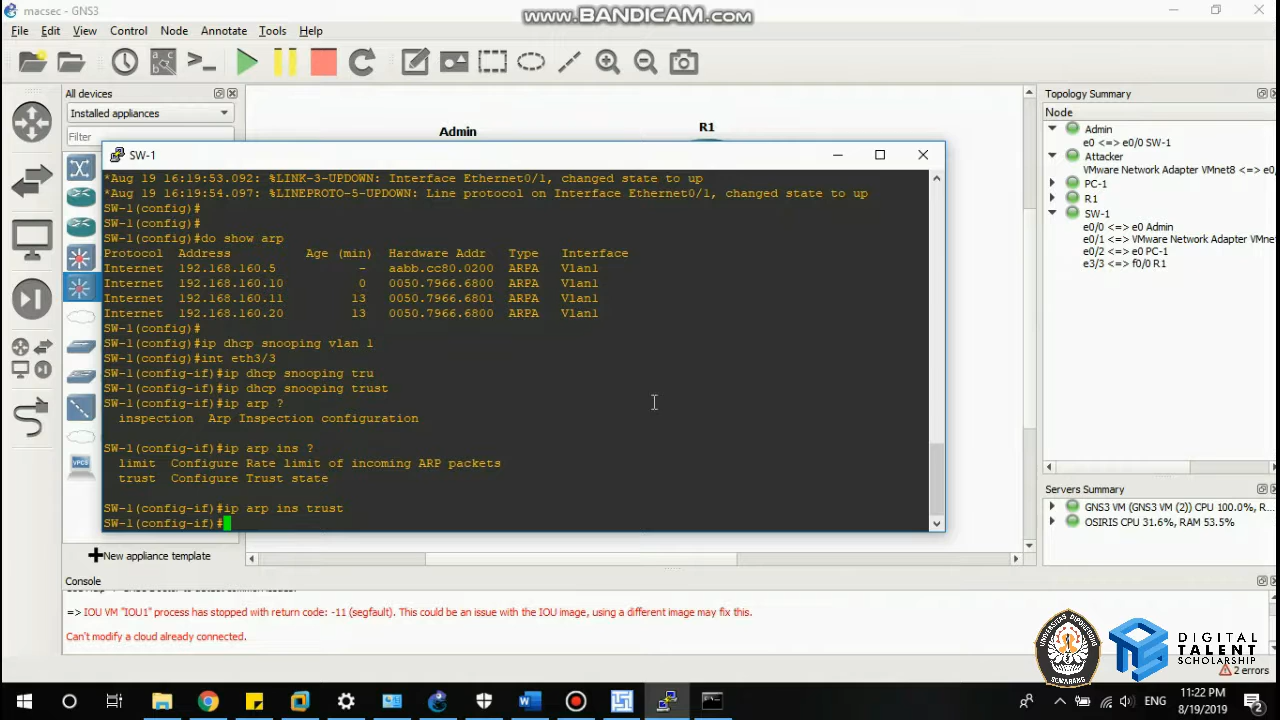 macsec - GNS3
www.BANDICAM.com
File Edit View Control Node Annotate Tools Help
All devices
Installed appliances
Filter
Admin
R1
SW-1
*Aug 19 16:19:53.092: %LINK-3-UPDOWN: Interface Ethernet0/1, changed state to up
*Aug 19 16:19:54.097: %LINEPROTO-5-UPDOWN: Line protocol on Interface Ethernet0/1, changed state to up
SW-1(config)#
SW-1(config)#
SW-1(config)#do show arp
Protocol Address Age (min) Hardware Addr Type Interface
Internet 192.168.160.5 - aabb.cc80.0200 ARPA Vlan1
Internet 192.168.160.10 0 0050.7966.6800 ARPA Vlan1
Internet 192.168.160.11 13 0050.7966.6801 ARPA Vlan1
Internet 192.168.160.20 13 0050.7966.6800 ARPA Vlan1
SW-1(config)#
SW-1(config)#ip dhcp snooping vlan 1
SW-1(config)#int eth3/3
SW-1(config-if)#ip dhcp snooping tru
SW-1(config-if)#ip dhcp snooping trust
SW-1(config-if)#ip arp ?
inspection Arp Inspection configuration
SW-1(config-if)#ip arp ins ?
limit Configure Rate limit of incoming ARP packets
trust Configure Trust state
SW-1(config-if)#ip arp ins trust
SW-1(config-if)#
VPCS
New appliance template
Topology Summary
Node
Admin
e0 <=> e0/0 SW-1
Attacker
VMware Network Adapter VMnet8 <=> e0
PC-1
R1
SW-1
e0/0 <=> e0 Admin
e0/1 <=> VMware Network Adapter VMne
e0/2 <=> e0 PC-1
e3/3 <=> f0/0 R1
Servers Summary
GNS3 VM (GNS3 VM (2)) CPU 100.0%, R...
OSIRIS CPU 31.6%, RAM 53.5%
Console
=> IOU VM "IOU1" process has stopped with return code: -11 (segfault). This could be an issue with the IOU image, using a different image may fix this.
Can't modify a cloud already connected.
UNIVERSITAS DIPONEGORO
SEMARANG
DIGITAL
TALENT
SCHOLARSHIP
2 errors
ENG
11:22 PM
8/19/2019
2